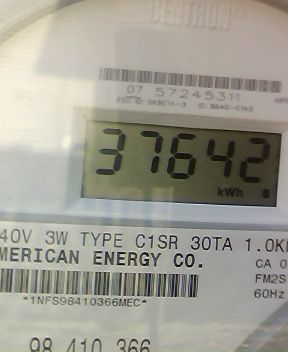 CENTRON
07 57245311
37642
kWh
40V 3W TYPE C1SR 30TA 1.0K
MERICAN ENERGY CO.
CA 0
FM2S
60Hz
*1NFS98410366MEC*
98 410 366